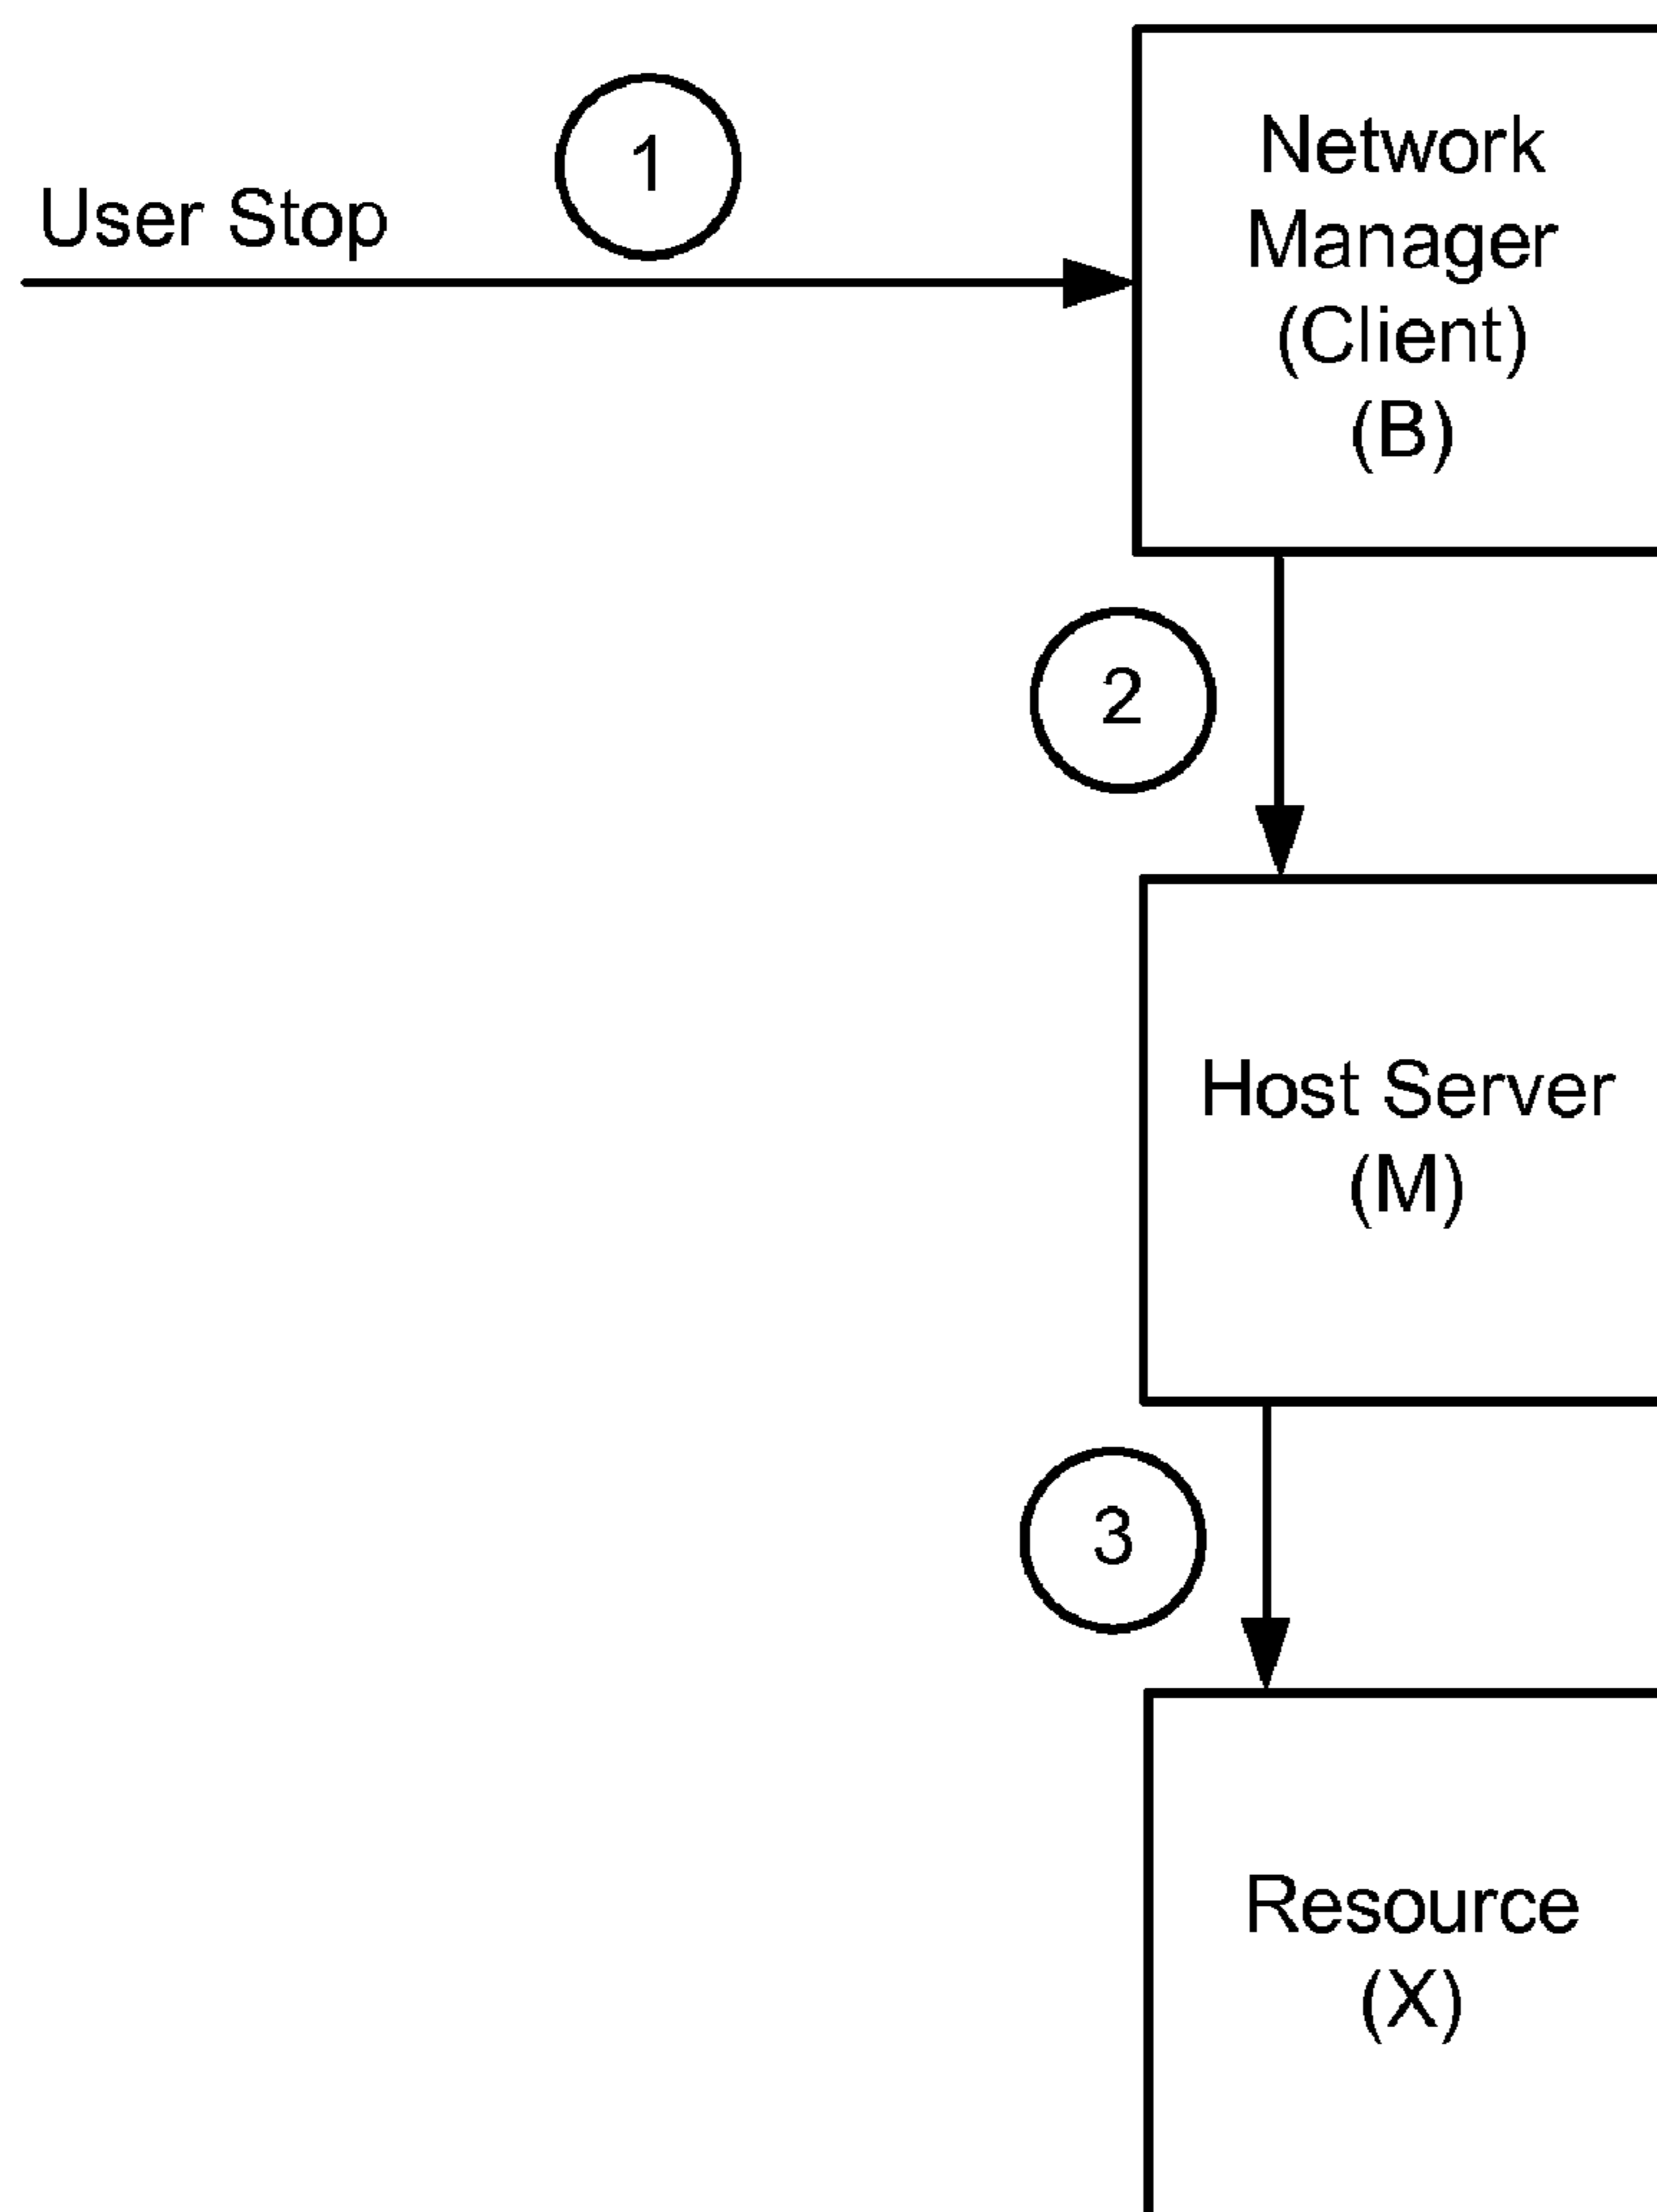 User Stop
1
Network
Manager
(Client)
(B)
2
Host Server
(M)
3
Resource
(X)